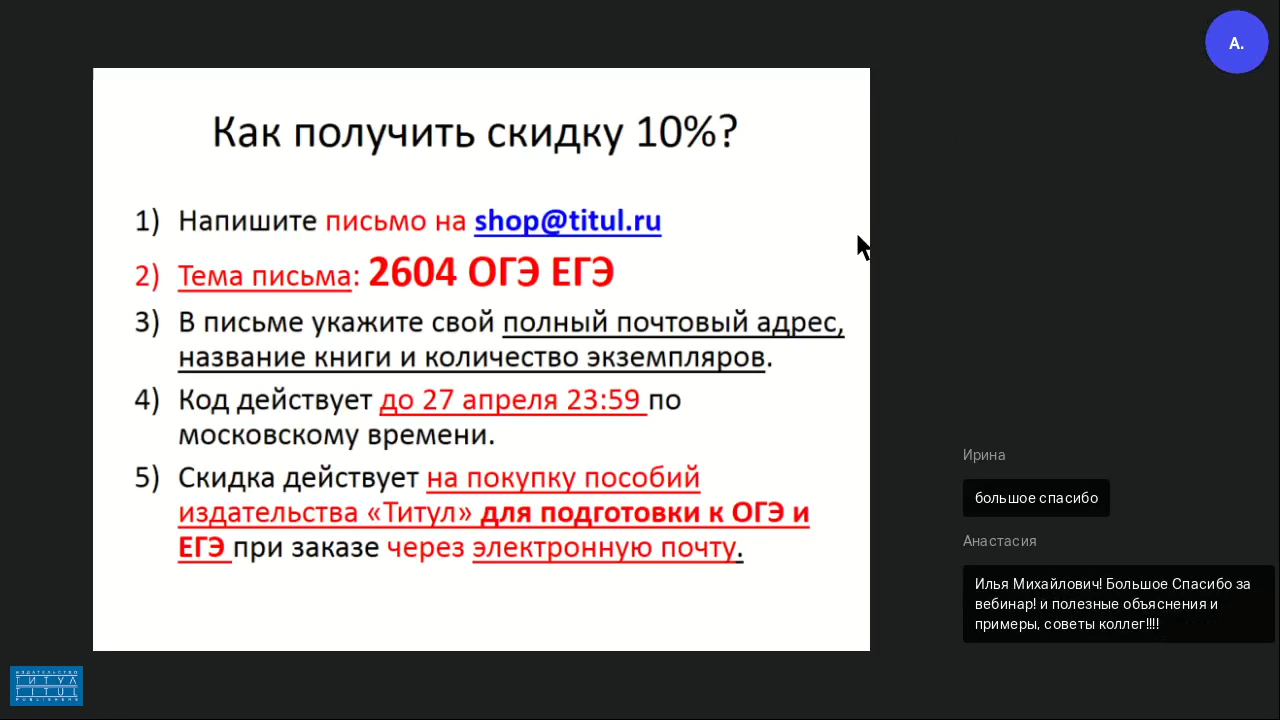 A.
Как получить скидку 10%?
1) Напишите письмо на shop@titul.ru
2) Тема письма: 2604 ОГЭ ЕГЭ
3) В письме укажите свой полный почтовый адрес,
название книги и количество экземпляров.
4) Код действует до 27 апреля 23:59 по
московскому времени.
5) Скидка действует на покупку пособий
издательства «Титул» для подготовки к ОГЭ и
ЕГЭ при заказе через электронную почту.
Ирина
большое спасибо
Анастасия
Илья Михайлович! Большое Спасибо за
вебинар! и полезные объяснения и
примеры, советы коллег!!!!
ИЗДАТЕЛЬСТВО
ТИТУЛ
TITUL
PUBLISHERS